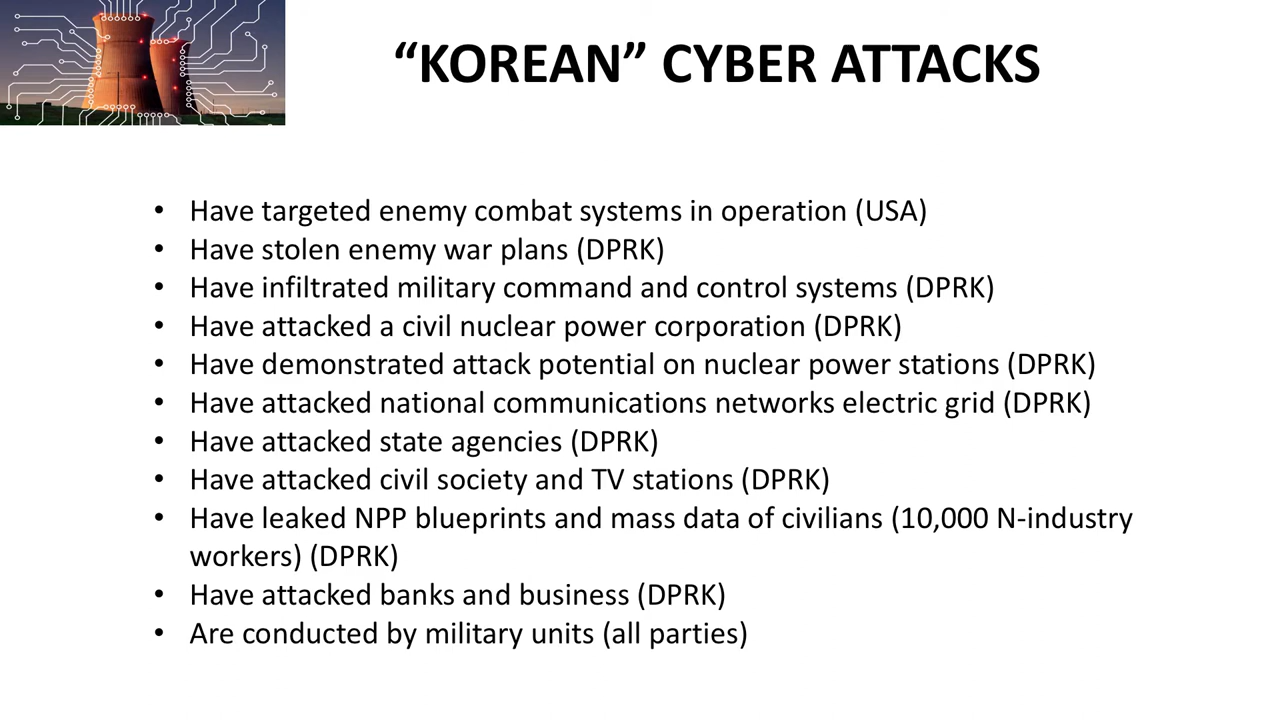 “KOREAN” CYBER ATTACKS
• Have targeted enemy combat systems in operation (USA)
• Have stolen enemy war plans (DPRK)
• Have infiltrated military command and control systems (DPRK)
• Have attacked a civil nuclear power corporation (DPRK)
• Have demonstrated attack potential on nuclear power stations (DPRK)
• Have attacked national communications networks electric grid (DPRK)
• Have attacked state agencies (DPRK)
• Have attacked civil society and TV stations (DPRK)
• Have leaked NPP blueprints and mass data of civilians (10,000 N-industry
workers) (DPRK)
• Have attacked banks and business (DPRK)
• Are conducted by military units (all parties)